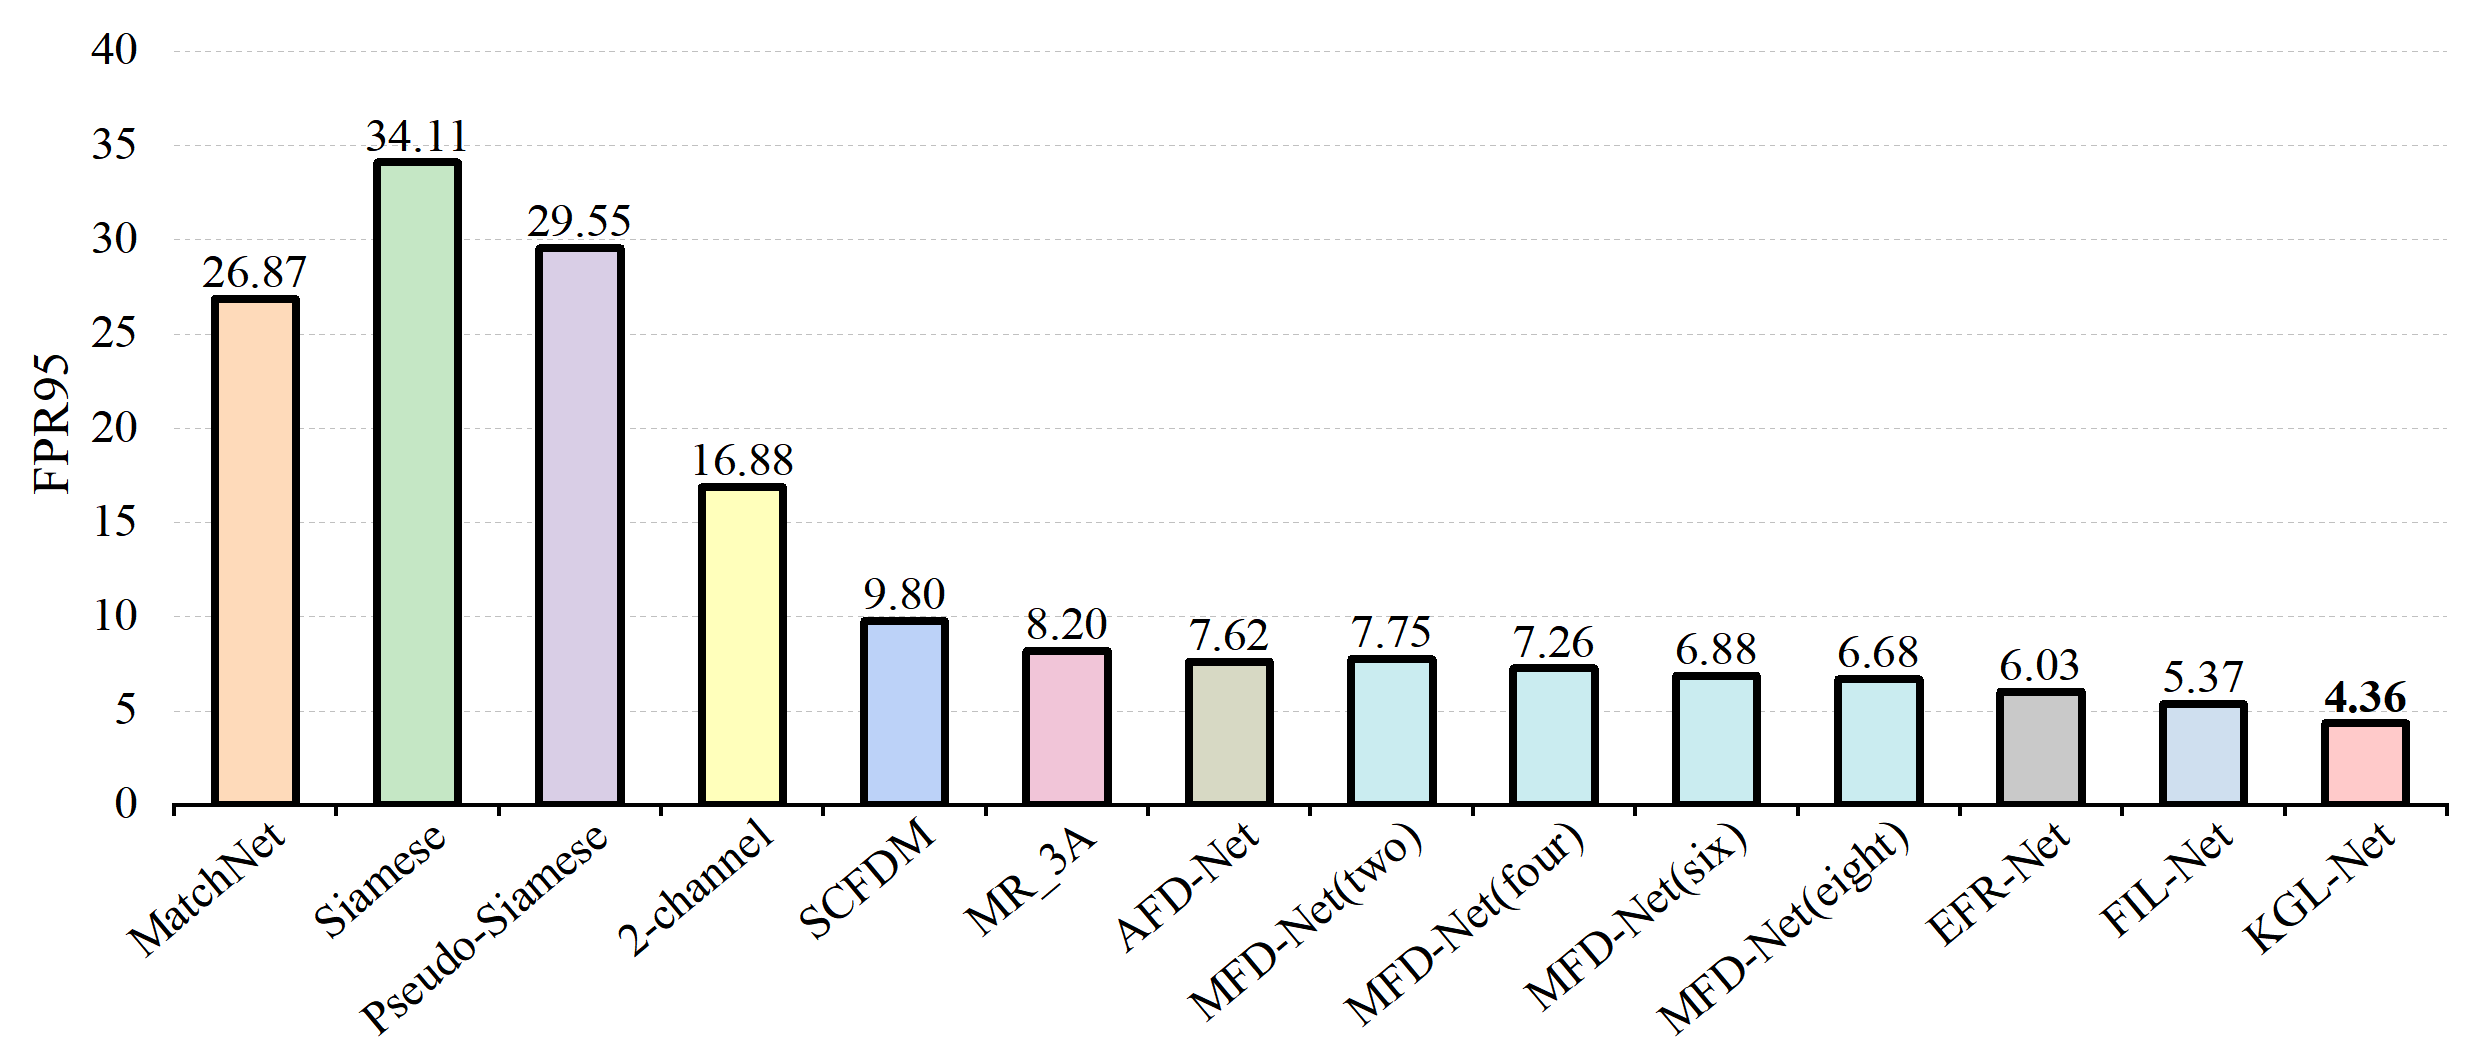 40
35
30
25
20
15
10
5
0
FPR95
26.87
34.11
29.55
16.88
9.80
8.20
7.62
7.75
7.26
6.88
6.68
6.03
5.37
4.36
MatchNet
Siamese
Pseudo-Siamese
2-channel
SCFDM
MR_3A
AFD-Net
MFD-Net(two)
MFD-Net(four)
MFD-Net(six)
MFD-Net(eight)
EFR-Net
FIL-Net
KGL-Net